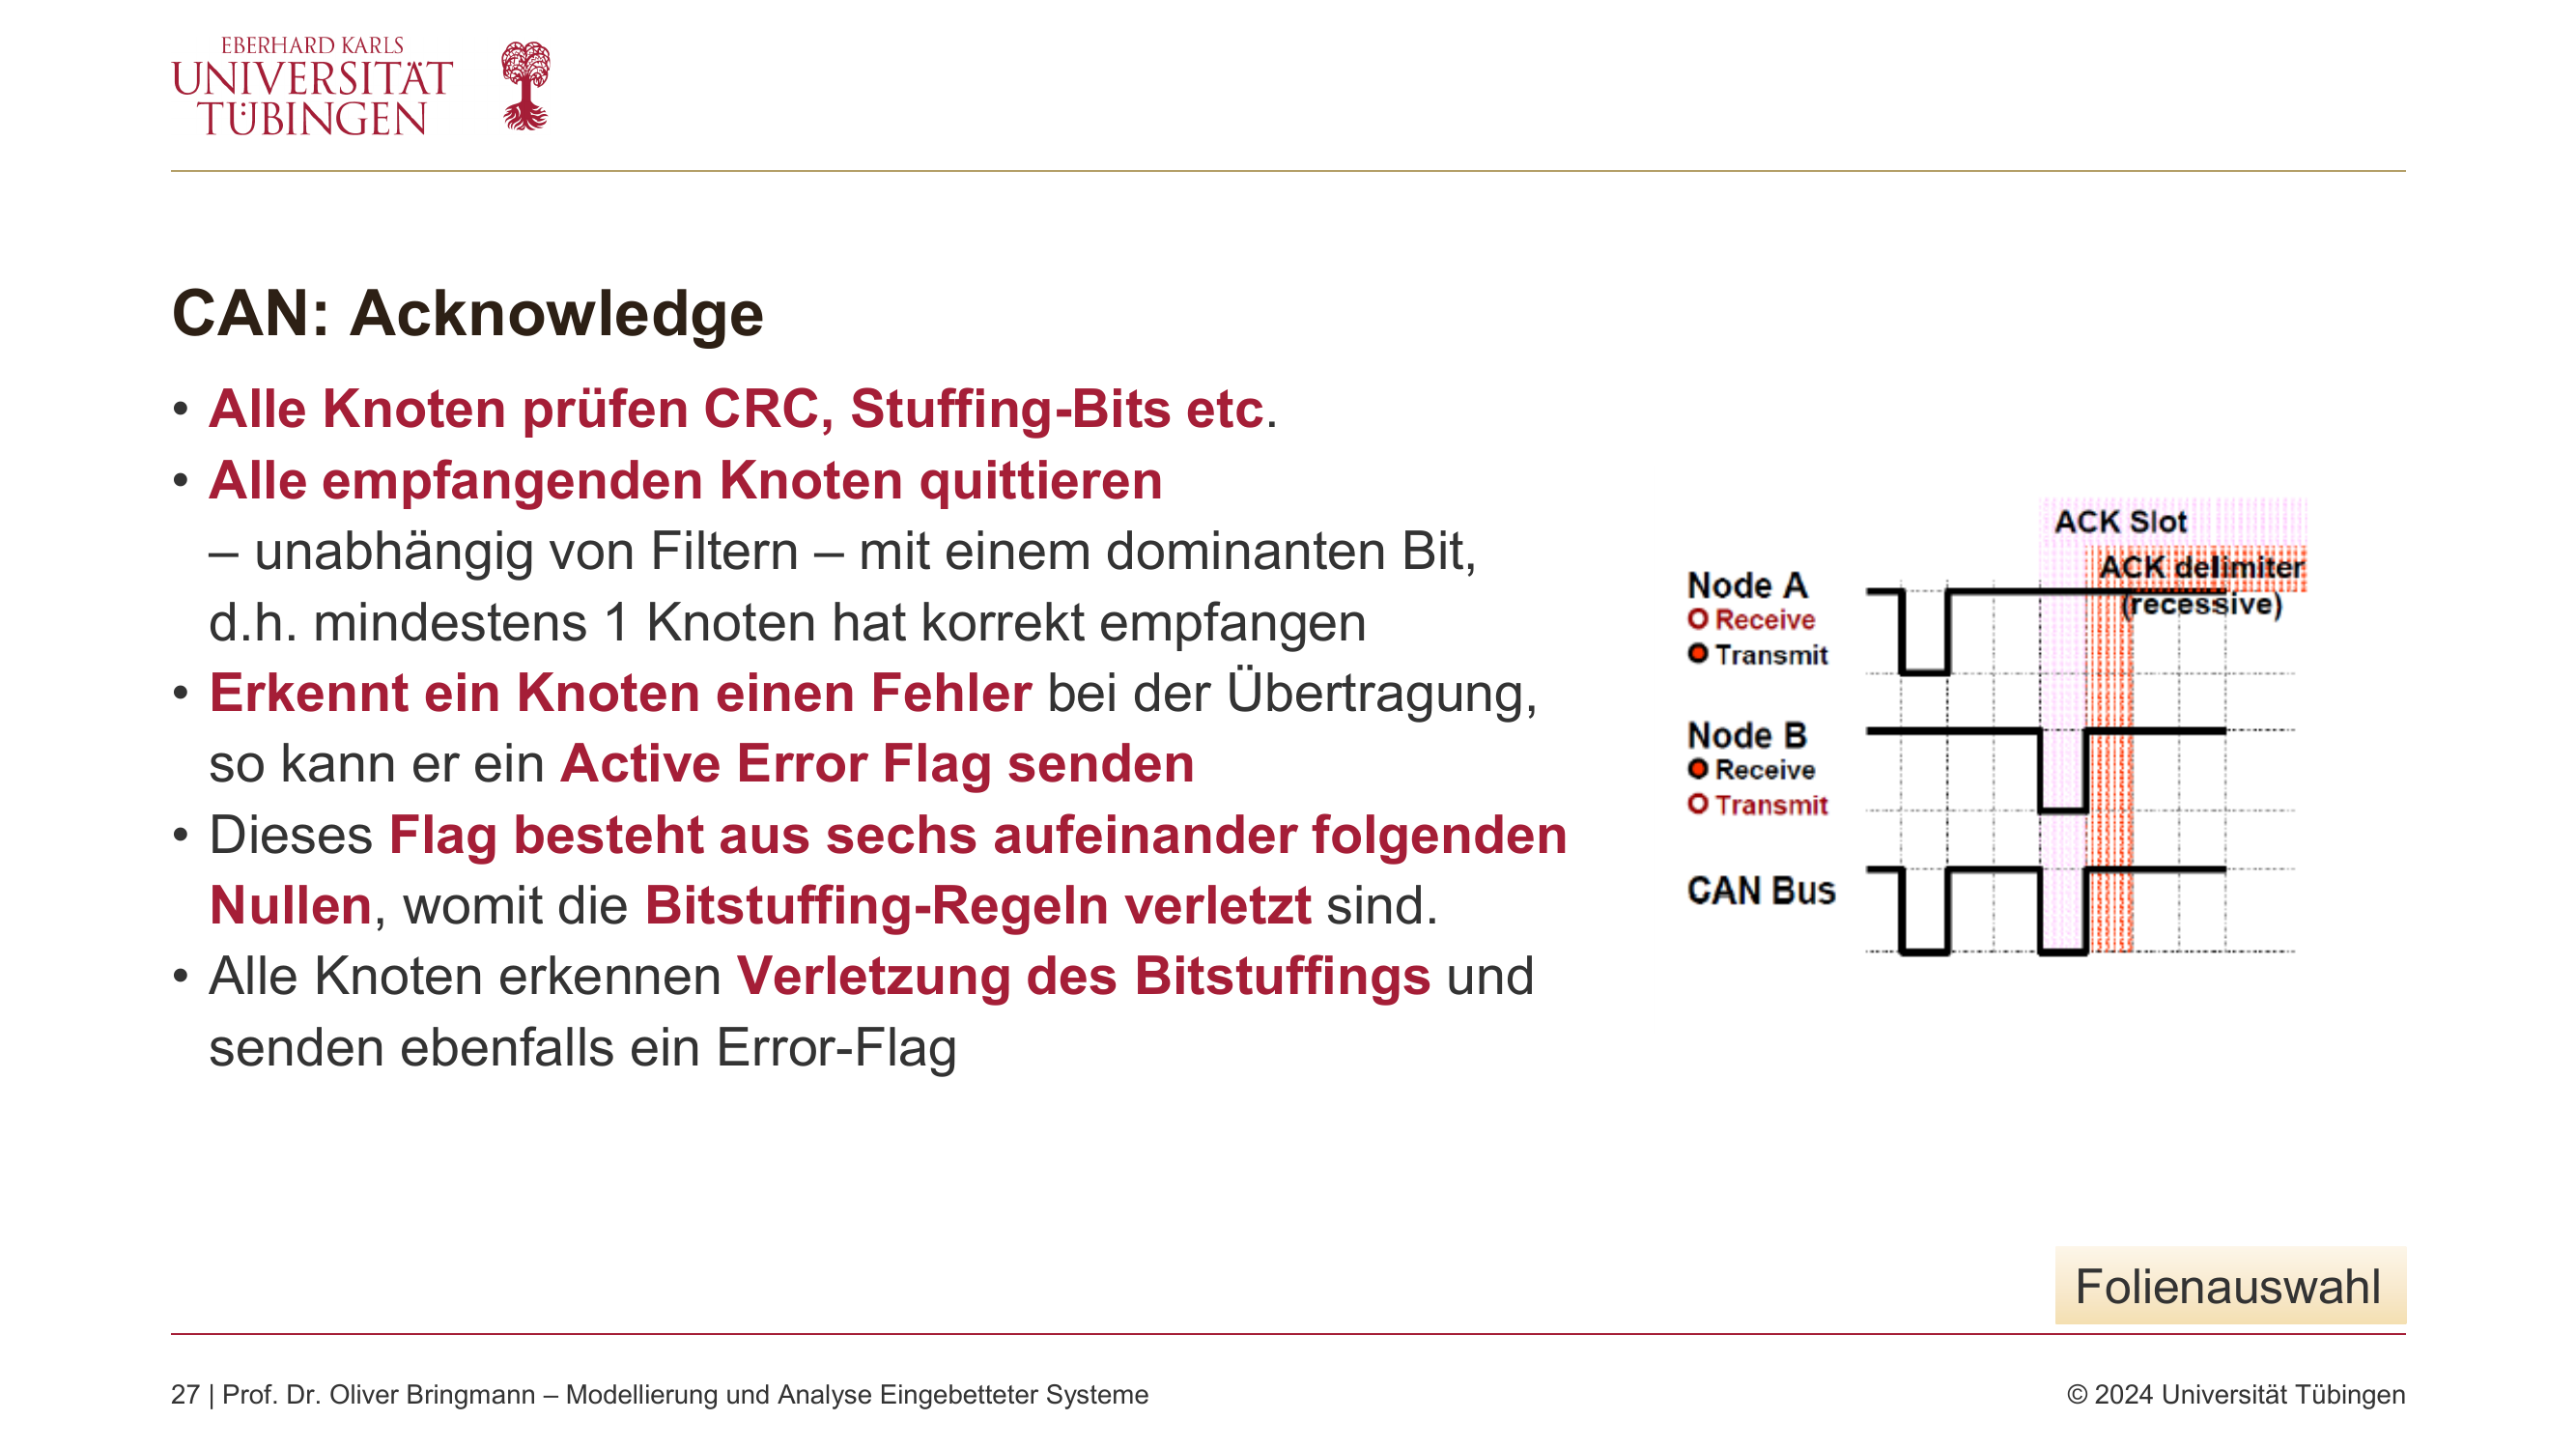 EBERHARD KARLS
UNIVERSITÄT
TÜBINGEN
CAN: Acknowledge
• Alle Knoten prüfen CRC, Stuffing-Bits etc.
• Alle empfangenden Knoten quittieren
– unabhängig von Filtern – mit einem dominanten Bit,
d.h. mindestens 1 Knoten hat korrekt empfangen
• Erkennt ein Knoten einen Fehler bei der Übertragung,
so kann er ein Active Error Flag senden
• Dieses Flag besteht aus sechs aufeinander folgenden
Nullen, womit die Bitstuffing-Regeln verletzt sind.
• Alle Knoten erkennen Verletzung des Bitstuffings und
senden ebenfalls ein Error-Flag
ACK Slot
ACK delimiter
(recessive)
Node A
Receive
Transmit
Node B
Receive
Transmit
CAN Bus
Folienauswahl
27 | Prof. Dr. Oliver Bringmann – Modellierung und Analyse Eingebetteter Systeme
© 2024 Universität Tübingen